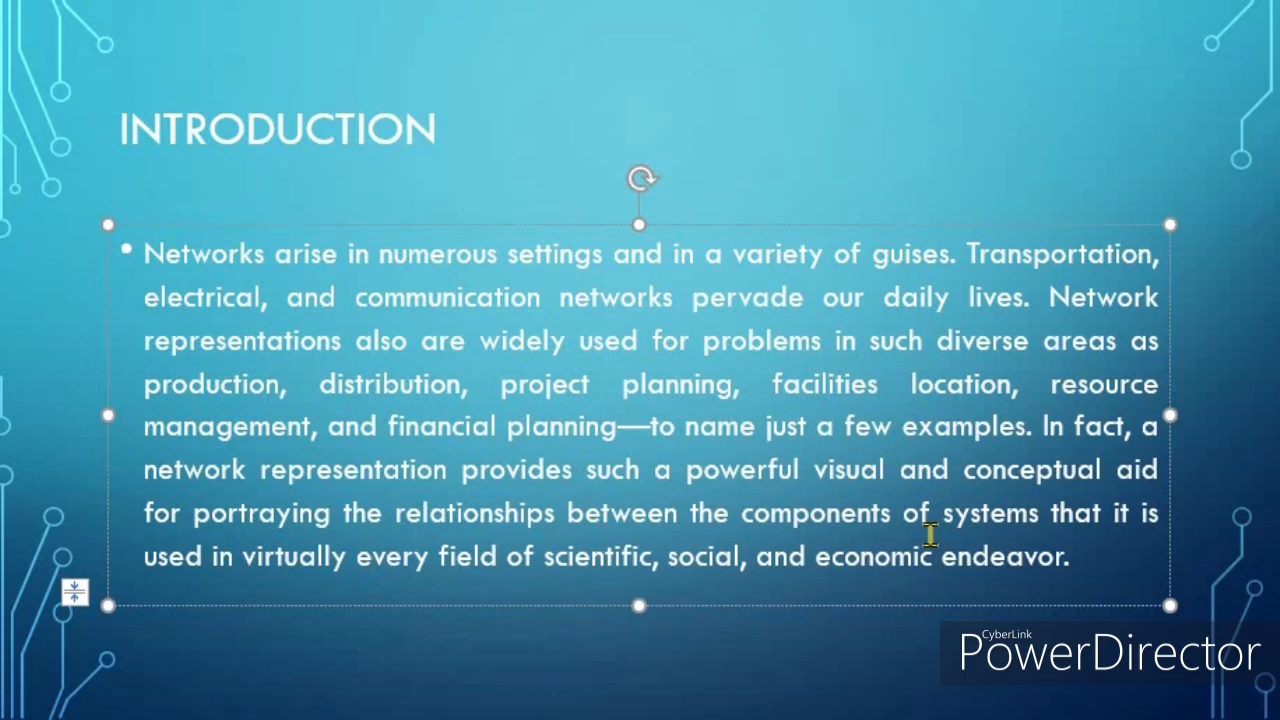 INTRODUCTION
• Networks arise in numerous settings and in a variety of guises. Transportation,
electrical, and communication networks pervade our daily lives. Network
representations also are widely used for problems in such diverse areas as
production, distribution, project planning, facilities location, resource
management, and financial planning—to name just a few examples. In fact, a
network representation provides such a powerful visual and conceptual aid
for portraying the relationships between the components of systems that it is
used in virtually every field of scientific, social, and economic endeavor.
CyberLink
PowerDirector